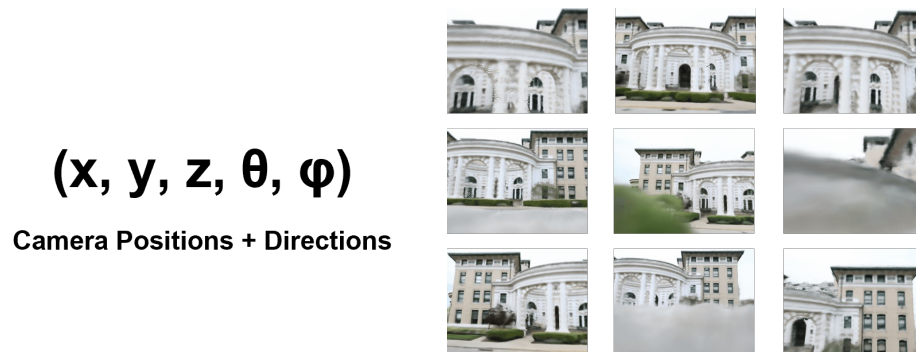 (x, y, z, θ, φ)
Camera Positions + Directions